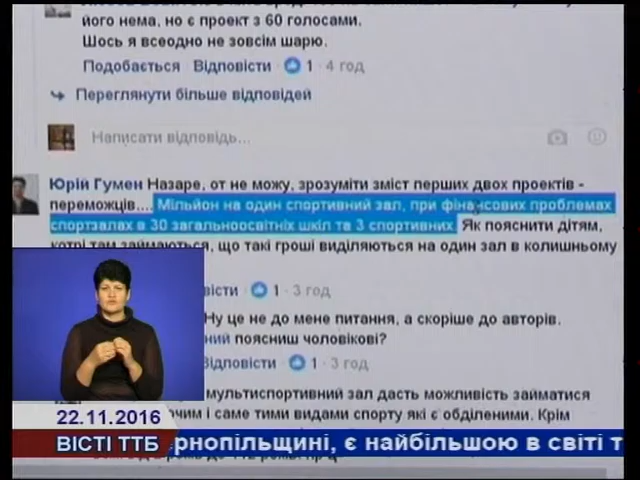 його нема, но є проект з 60 голосами.
Шось я всеодно не зовсім шарю.
Подобається Відповісти 1 · 4 год
Переглянути більше відповідей
Написати відповідь...
Юрій Гумен Назаре, от не можу, зрозуміти зміст перших двох проектів -
переможців.... Мільйон на один спортивний зал, при фінансових проблемах
спортзалах в 30 загальноосвітніх шкіл та 3 спортивних. Як пояснити дітям,
котрі там займаються, що такі гроші виділяються на один зал в колишньому
вісти 1 · 3 год
Ну це не до мене питання, а скоріше до авторів.
ний поясниш чоловікові?
Відповісти 1 · 3 год
мультиспортивний зал дасть можливість займатися
чим і саме тими видами спорту які є обділеними. Крім
22.11.2016
ВІСТІ ТТБ
рнопільщині, є найбільшою в світі т